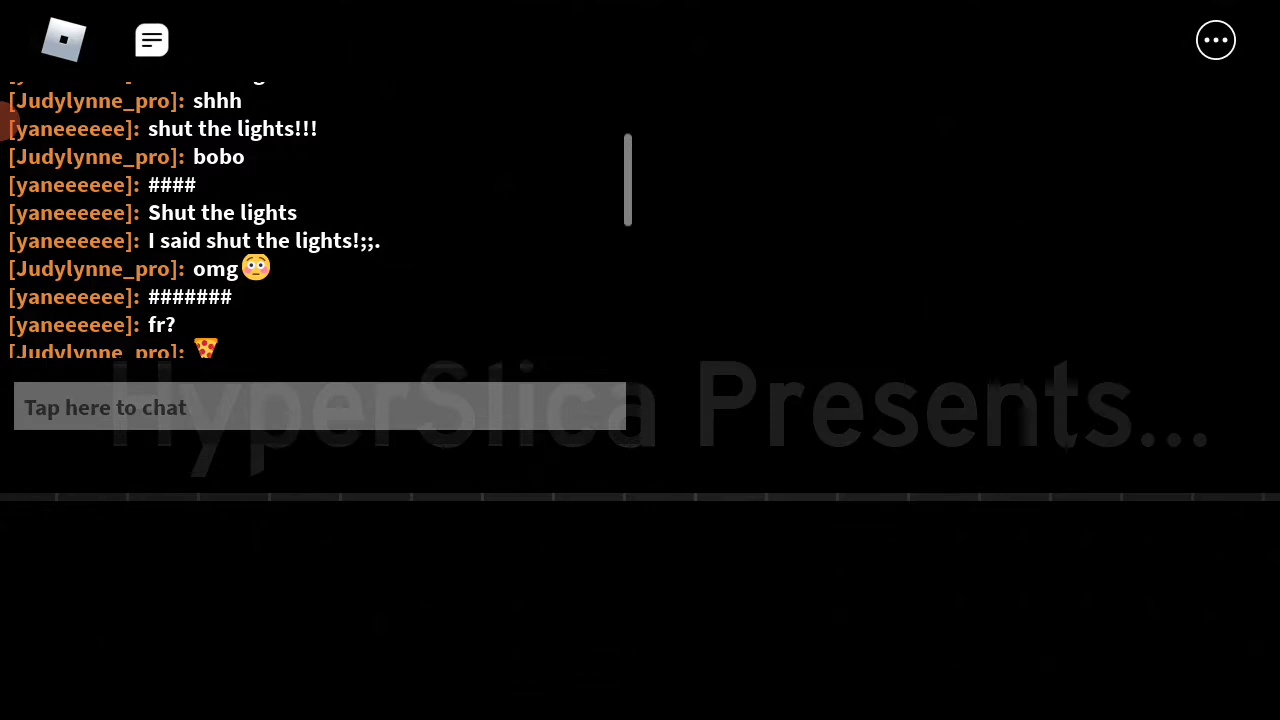 [Judylynne_pro]: shhh
[yaneeeeee]: shut the lights!!!
[Judylynne_pro]: bobo
[yaneeeeee]: ####
[yaneeeeee]: Shut the lights
[yaneeeeee]: I said shut the lights!;;.
[Judylynne_pro]: omg😳
[yaneeeeee]: #######
[yaneeeeee]: fr?
[Judylynne_pro]: 🍕
Tap here to chat
HyperSlica Presents...